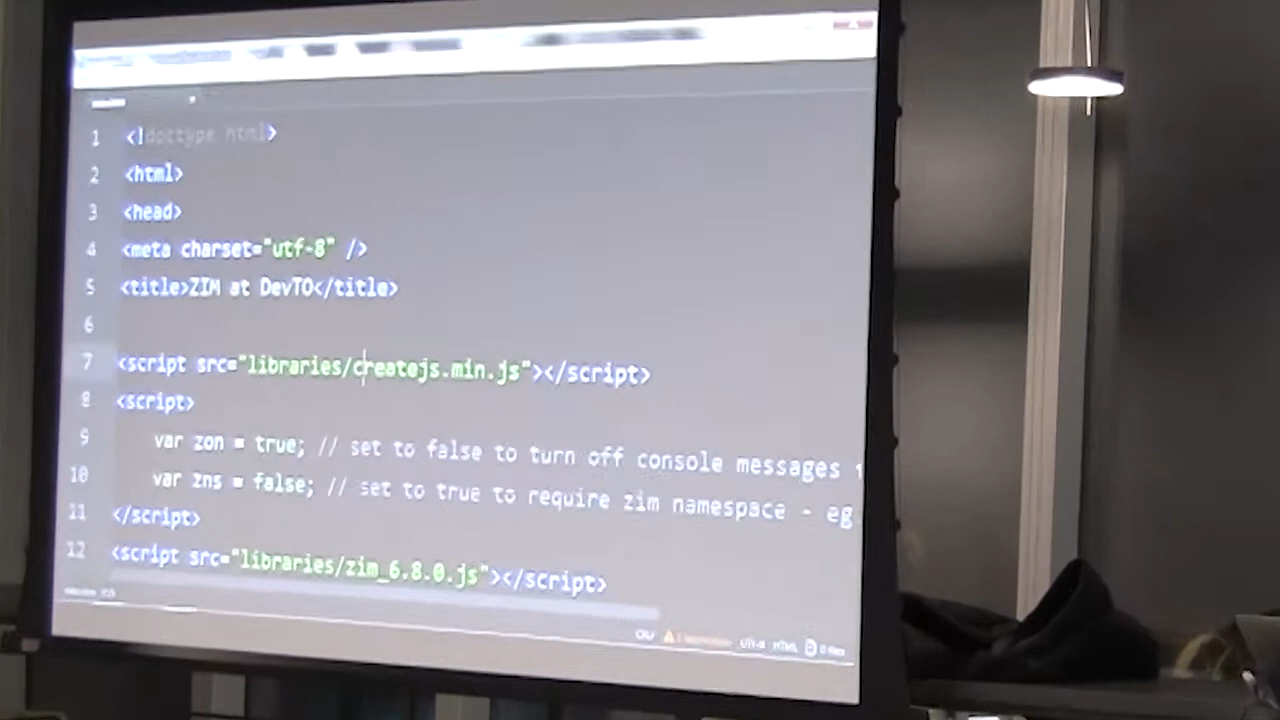 1 <!doctype html>
2 <html>
3 <head>
4 <meta charset="utf-8" />
5 <title>ZIM at DevTO</title>
6
7 <script src="libraries/createjs.min.js"></script>
8 <script>
9 var zon = true; // set to false to turn off console messages
10 var zns = false; // set to true to require zim namespace - eg
11 </script>
12 <script src="libraries/zim_6.8.0.js"></script>
UTF-8 HTML